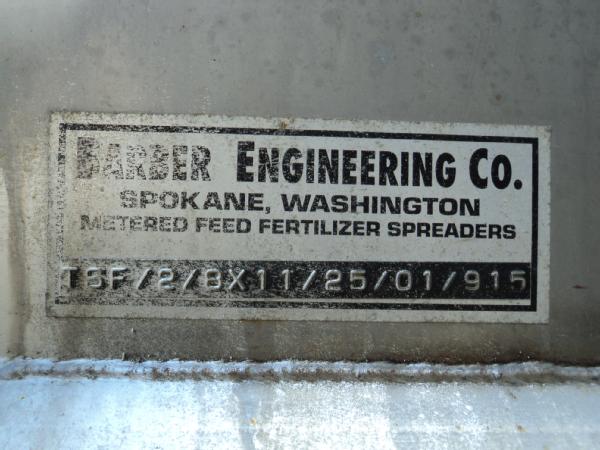 BARBER ENGINEERING CO.
SPOKANE, WASHINGTON
METERED FEED FERTILIZER SPREADERS
TSF/2/8X11/25/01/915